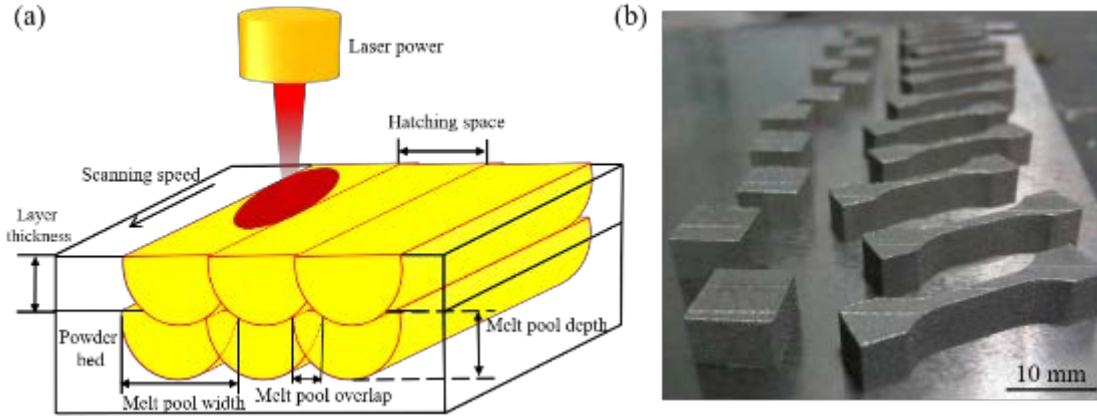 (a)
Laser power
Hatching space
Scanning speed
Layer
thickness
Powder
bed
Melt pool depth
Melt pool width
Melt pool overlap
(b)
10 mm